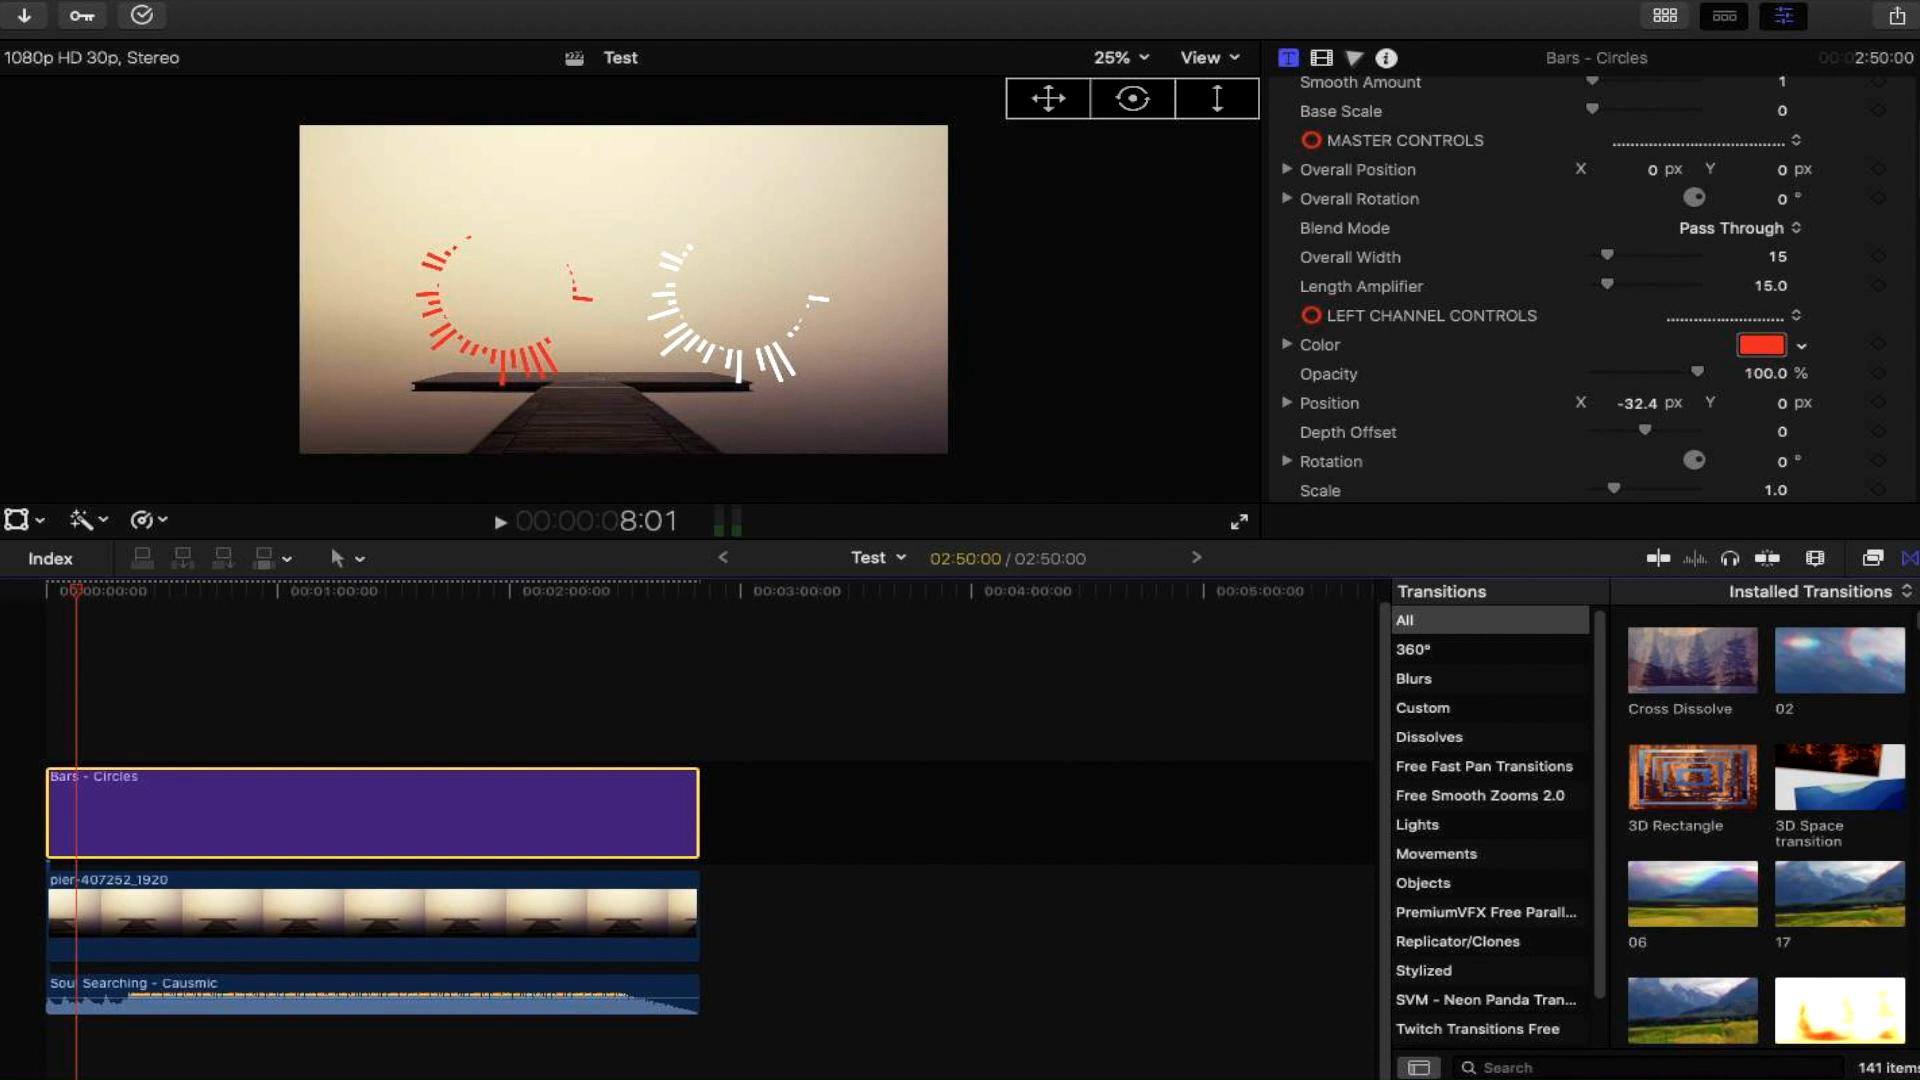 1080p HD 30p, Stereo
Test
25%
View
Bars - Circles
00:02:50:00
Smooth Amount 1
Base Scale 0
MASTER CONTROLS
Overall Position X 0 px Y 0 px
Overall Rotation 0 °
Blend Mode Pass Through
Overall Width 15
Length Amplifier 15.0
LEFT CHANNEL CONTROLS
Color
Opacity 100.0 %
Position X -32.4 px Y 0 px
Depth Offset 0
Rotation 0 °
Scale 1.0
00:00:08:01
Index
Test
02:50:00 / 02:50:00
00:00:00:00
00:01:00:00
00:02:00:00
00:03:00:00
00:04:00:00
00:05:00:00
Bars - Circles
pier-407252_1920
Soul Searching - Causmic
Transitions
Installed Transitions
All
360°
Blurs
Custom
Dissolves
Free Fast Pan Transitions
Free Smooth Zooms 2.0
Lights
Movements
Objects
PremiumVFX Free Parall...
Replicator/Clones
Stylized
SVM - Neon Panda Tran...
Twitch Transitions Free
Cross Dissolve
02
3D Rectangle
3D Space
transition
06
17
Search
141 items